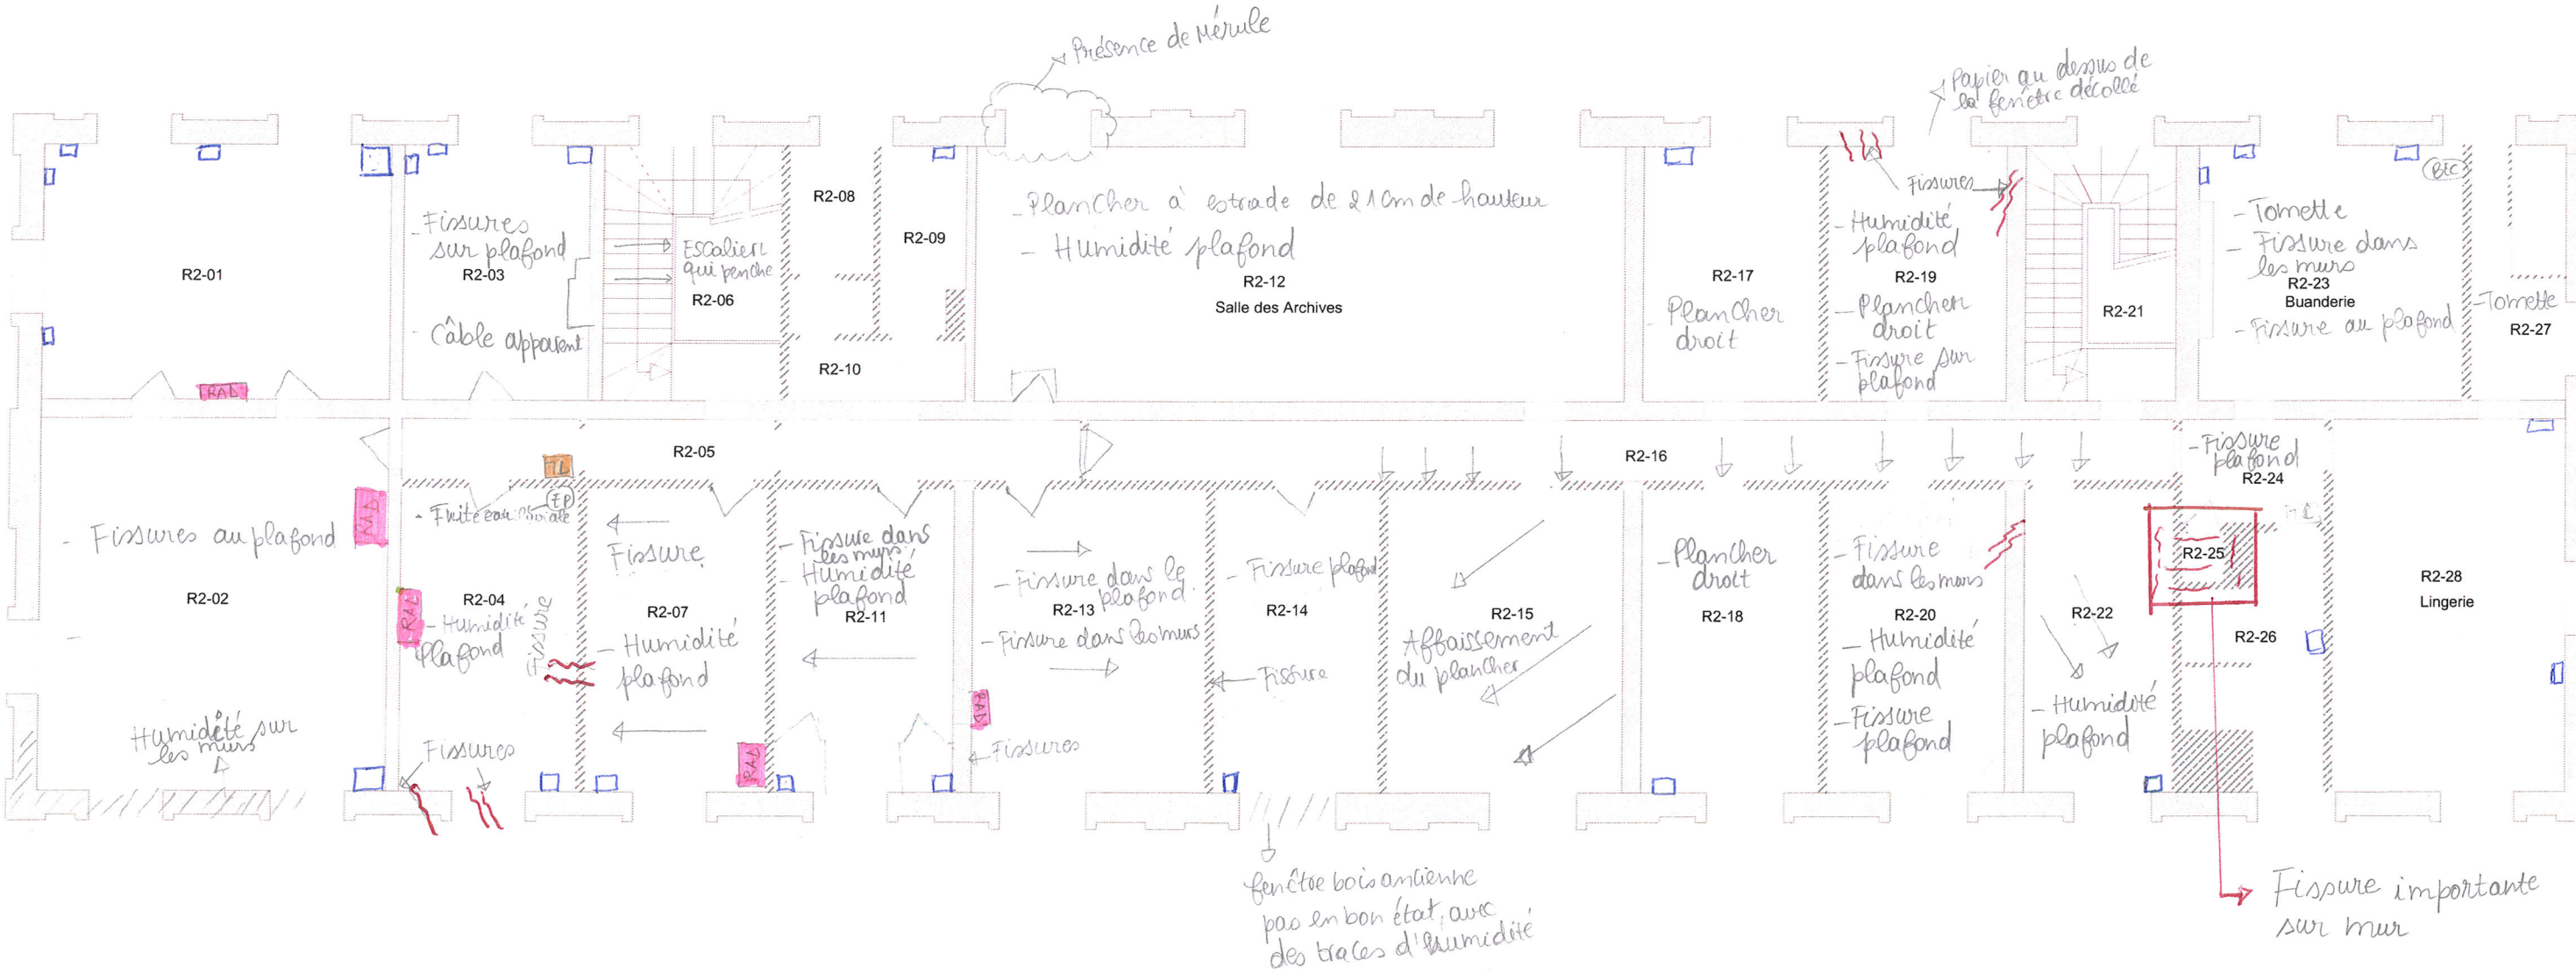 Présence de Mérule
Papier au dessus de
la fenêtre décollé
R2-01
RAD
- Fissures
sur plafond
R2-03
- Câble apparent
Escalier
qui penche
R2-06
R2-08
R2-09
R2-10
- Plancher à estrade de 21cm de hauteur
- Humidité plafond
R2-12
Salle des Archives
R2-17
- Plancher
droit
Fissures
- Humidité
plafond
R2-19
- Plancher
droit
- Fissure sur
plafond
R2-21
- Tomette
- Fissure dans
les murs
R2-23
Buanderie
- Fissure au plafond
BEC
- Tomette
R2-27
R2-05
R2-16
- Fissures au plafond
RAD
R2-02
Humidité sur
les murs
EP
- Fuite eau pluviale
R2-04
RAD
- Humidité
plafond
Fissure
Fissures
Fissure
R2-07
- Humidité
plafond
RAD
- Fissure dans
les murs
- Humidité
plafond
R2-11
RAD
- Fissure dans le
plafond.
R2-13
- Fissure dans les murs
Fissures
- Fissure plafond
R2-14
Fissure
R2-15
Affaissement
du plancher
- Plancher
droit
R2-18
- Fissure
dans les murs
R2-20
- Humidité
plafond
- Fissure
plafond
R2-22
- Humidité
plafond
- Fissure
plafond
R2-24
R2-25
R2-26
R2-28
Lingerie
fenêtre bois ancienne
pas en bon état, avec
des traces d'humidité
Fissure importante
sur mur